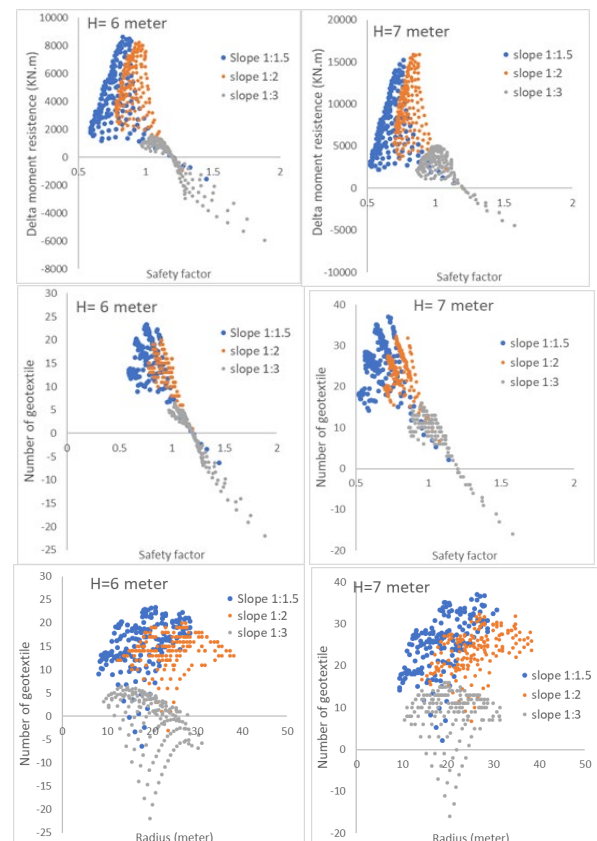 H= 6 meter
Delta moment resistence (KN.m)
10000
8000
6000
4000
2000
0
-2000
-4000
-6000
-8000
0.5
1
1.5
2
Slope 1:1.5
slope 1:2
slope 1:3
Safety factor
H=7 meter
Delta moment resistence (KN.m)
20000
15000
10000
5000
0
-5000
-10000
0.5
1
1.5
2
slope 1:1.5
slope 1:2
slope 1:3
Safety factor
H= 6 meter
Number of geotextile
30
25
20
15
10
5
0
-5
-10
-15
-20
-25
0
0.5
1
1.5
2
Slope 1:1.5
slope 1:2
slope 1:3
Safety factor
H= 7 meter
Number of geotextile
40
30
20
10
0
-10
-20
0.5
1
1.5
2
slope 1:1.5
slope 1:2
slope 1:3
Safety factor
H=6 meter
Number of geotextile
30
25
20
15
10
5
0
-5
-10
-15
-20
-25
0
10
20
30
40
50
Slope 1:1.5
slope 1:2
slope 1:3
Radius (meter)
H=7 meter
Number of geotextile
40
30
20
10
0
-10
-20
0
10
20
30
40
50
slope 1:1.5
slope 1:2
slope 1:3
Radius (meter)